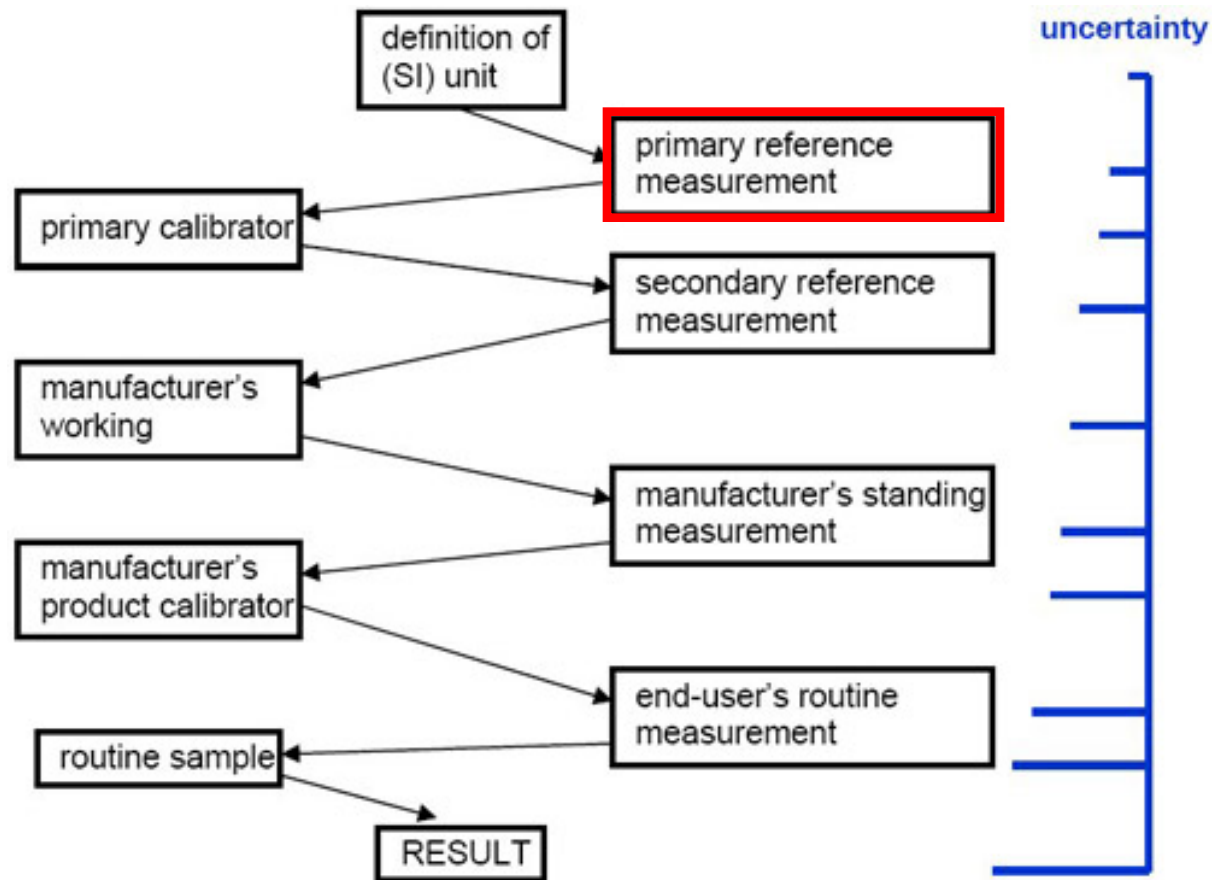 definition of
(SI) unit
uncertainty
primary reference
measurement
primary calibrator
secondary reference
measurement
manufacturer's
working
manufacturer's standing
measurement
manufacturer's
product calibrator
end-user's routine
measurement
routine sample
RESULT